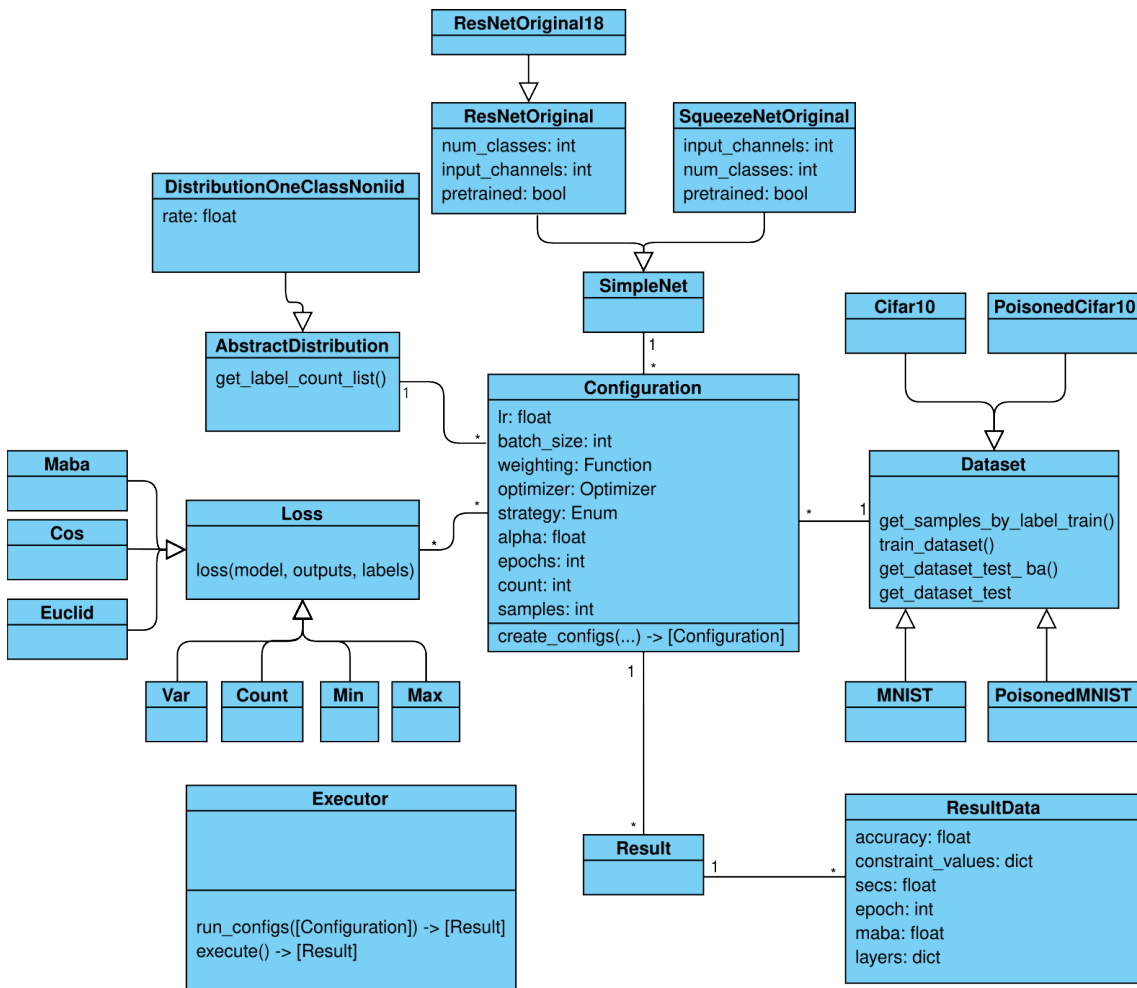 ResNetOriginal18
ResNetOriginal
num_classes: int
input_channels: int
pretrained: bool
SqueezeNetOriginal
input_channels: int
num_classes: int
pretrained: bool
DistributionOneClassNoniid
rate: float
SimpleNet
1
*
Cifar10
PoisonedCifar10
AbstractDistribution
get_label_count_list()
1
*
Configuration
lr: float
batch_size: int
weighting: Function
optimizer: Optimizer
strategy: Enum
alpha: float
epochs: int
count: int
samples: int
create_configs(...) -> [Configuration]
Maba
Cos
Euclid
Loss
loss(model, outputs, labels)
*
*
*
1
Dataset
get_samples_by_label_train()
train_dataset()
get_dataset_test_ ba()
get_dataset_test
Var
Count
Min
Max
MNIST
PoisonedMNIST
1
*
Executor
run_configs([Configuration]) -> [Result]
execute() -> [Result]
Result
1
*
ResultData
accuracy: float
constraint_values: dict
secs: float
epoch: int
maba: float
layers: dict